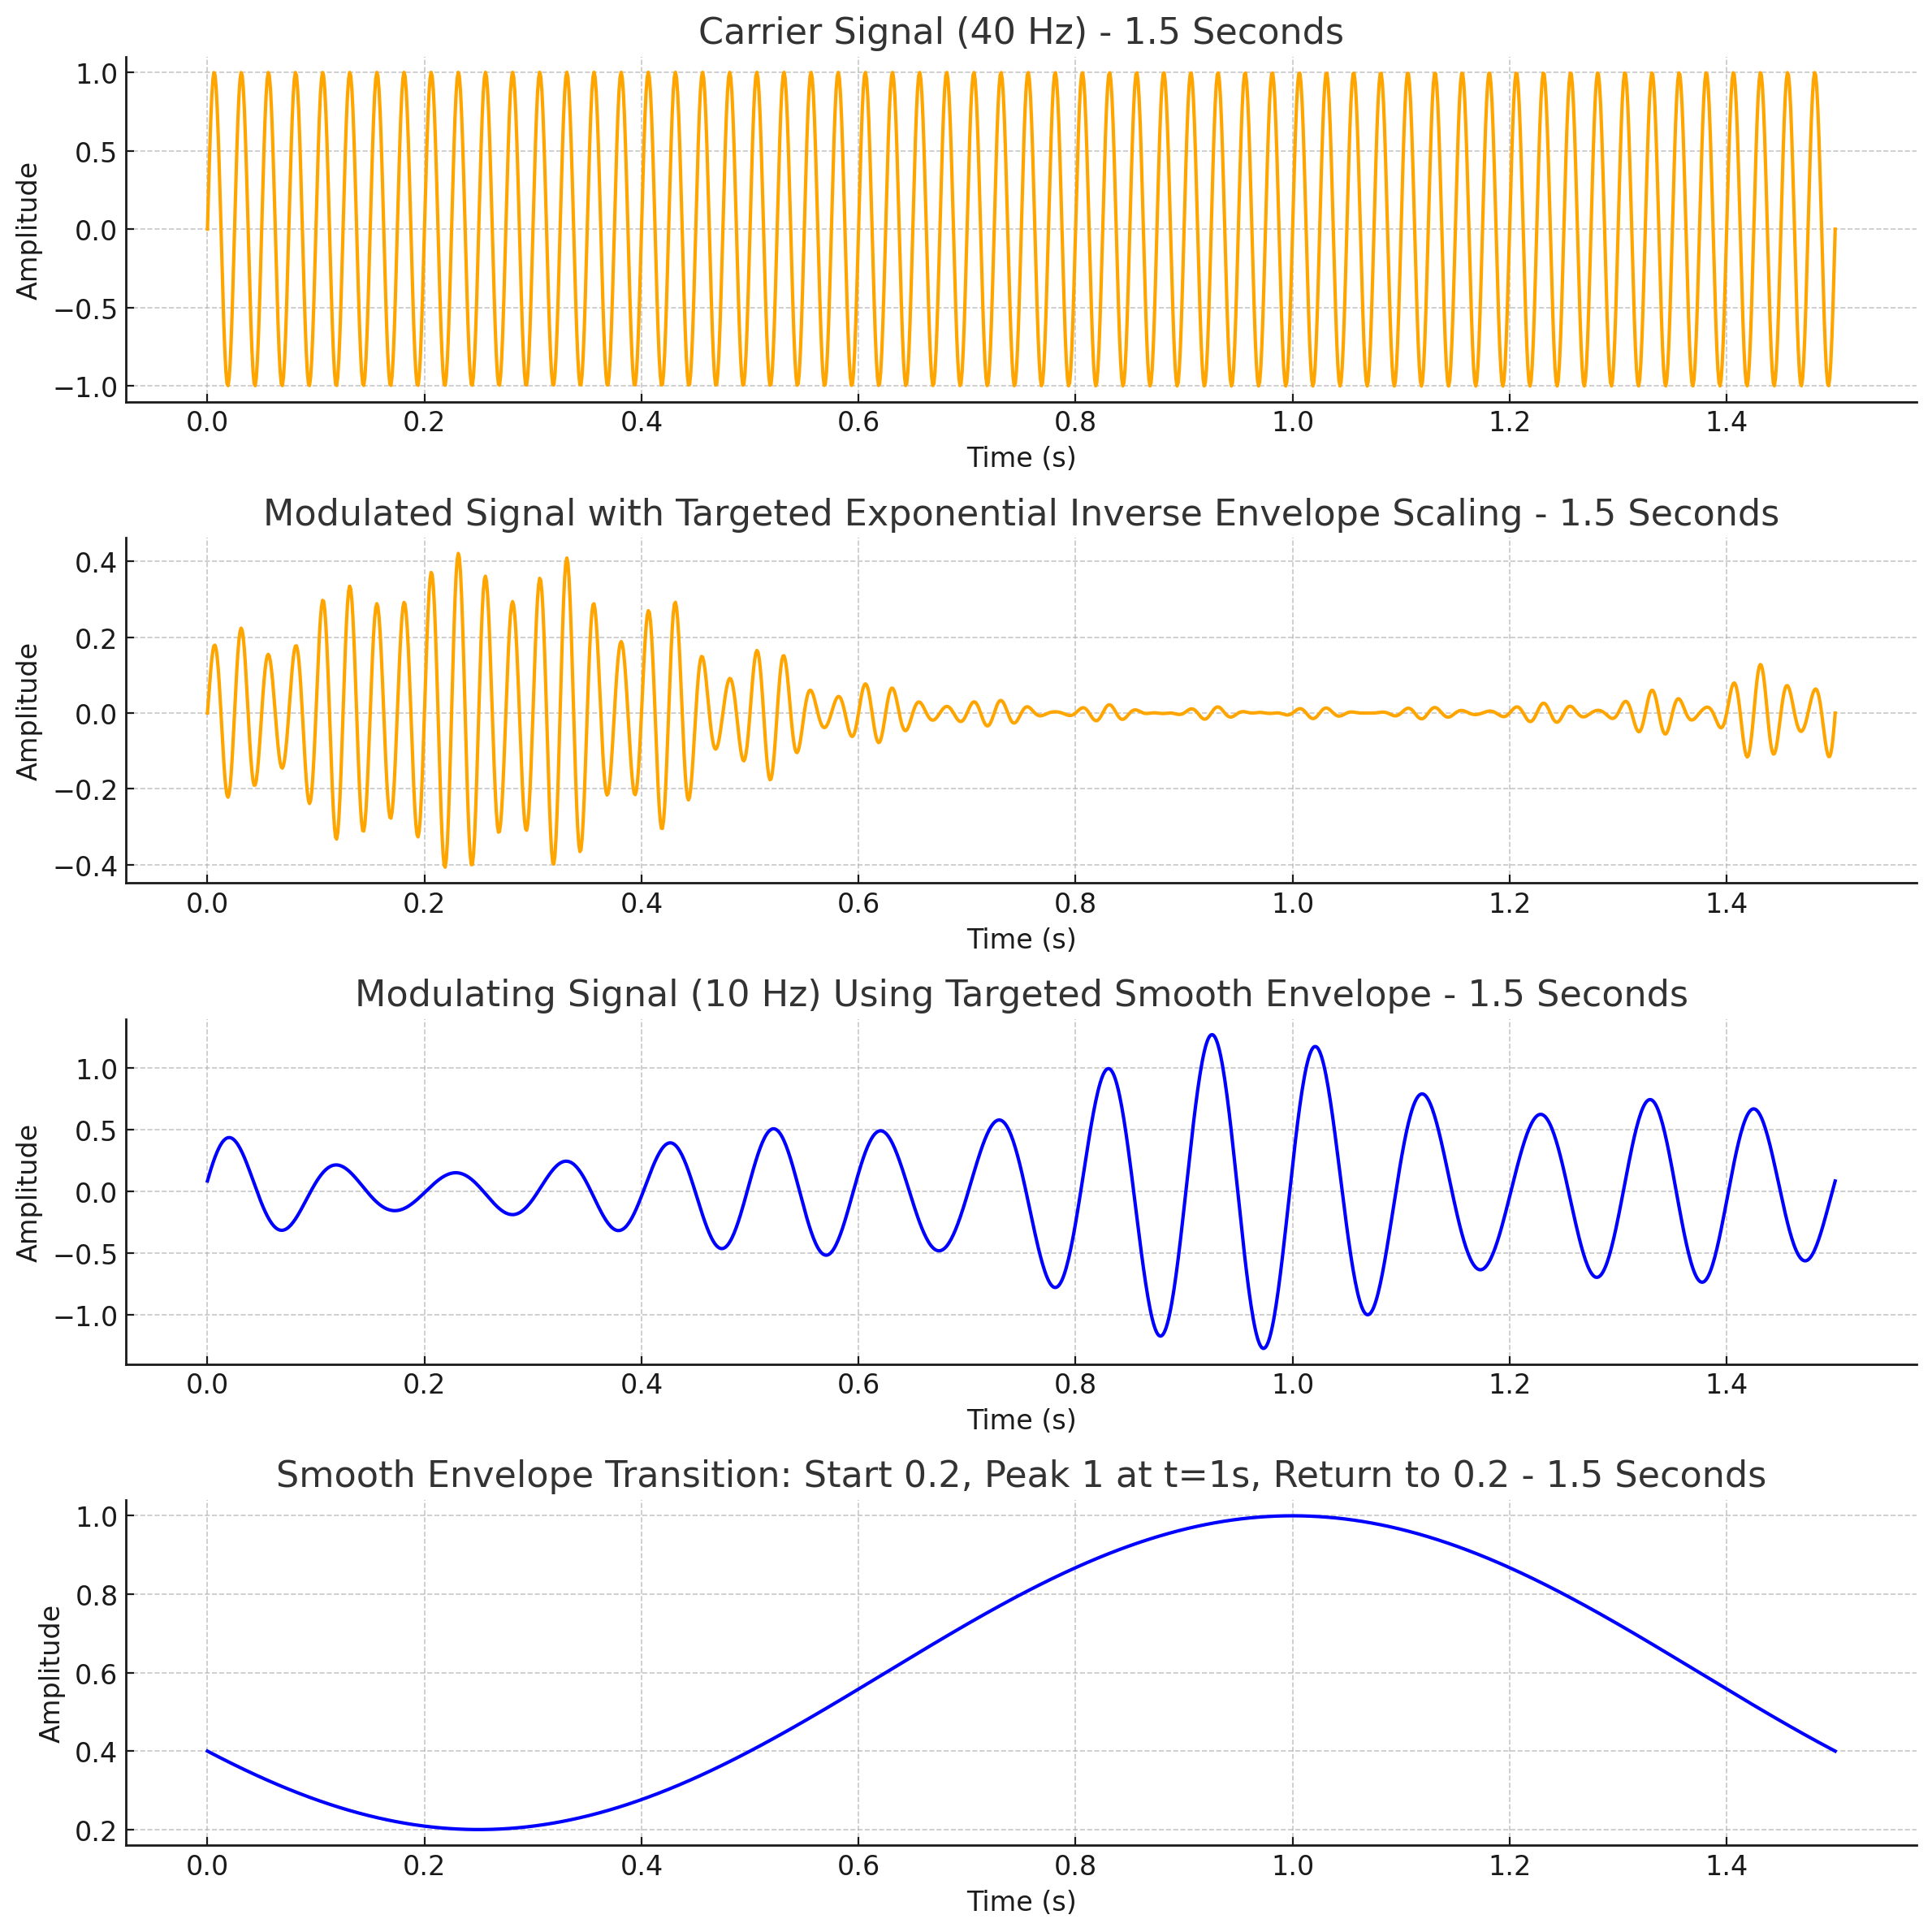 Carrier Signal (40 Hz) - 1.5 Seconds
1.0
0.5
0.0
−0.5
−1.0
Amplitude
0.0 0.2 0.4 0.6 0.8 1.0 1.2 1.4
Time (s)
Modulated Signal with Targeted Exponential Inverse Envelope Scaling - 1.5 Seconds
0.4
0.2
0.0
−0.2
−0.4
Amplitude
0.0 0.2 0.4 0.6 0.8 1.0 1.2 1.4
Time (s)
Modulating Signal (10 Hz) Using Targeted Smooth Envelope - 1.5 Seconds
1.0
0.5
0.0
−0.5
−1.0
Amplitude
0.0 0.2 0.4 0.6 0.8 1.0 1.2 1.4
Time (s)
Smooth Envelope Transition: Start 0.2, Peak 1 at t=1s, Return to 0.2 - 1.5 Seconds
1.0
0.8
0.6
0.4
0.2
Amplitude
0.0 0.2 0.4 0.6 0.8 1.0 1.2 1.4
Time (s)